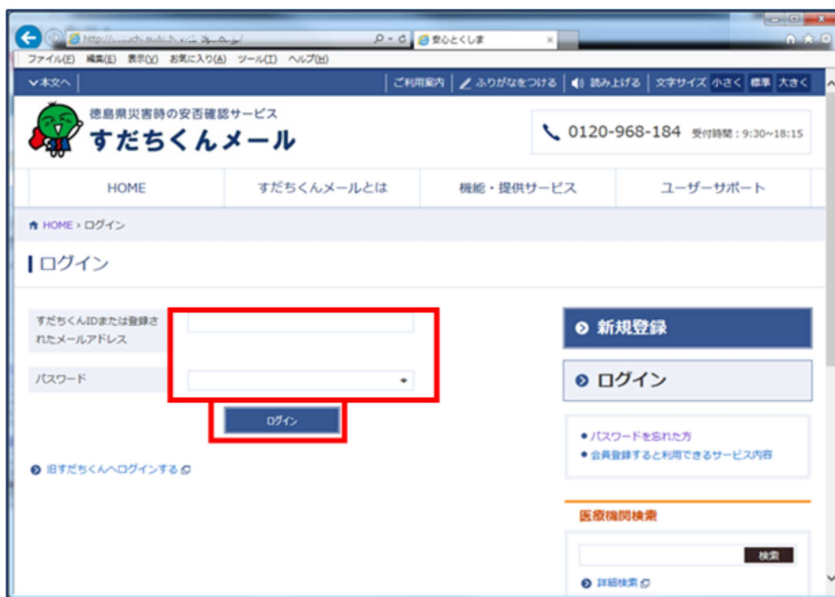 安心とくしま
ファイル(F) 編集(E) 表示(V) お気に入り(A) ツール(T) ヘルプ(H)
本文へ ご利用案内 ふりがなをつける 読み上げる 文字サイズ 小さく 標準 大きく
徳島県災害時の安否確認サービス
すだちくんメール
0120-968-184 受付時間：9:30~18:15
HOME すだちくんメールとは 機能・提供サービス ユーザーサポート
HOME › ログイン
ログイン
すだちくんIDまたは登録さ
れたメールアドレス
パスワード
ログイン
旧すだちくんへログインする
新規登録
ログイン
パスワードを忘れた方
会員登録すると利用できるサービス内容
医療機関検索
検索
詳細検索